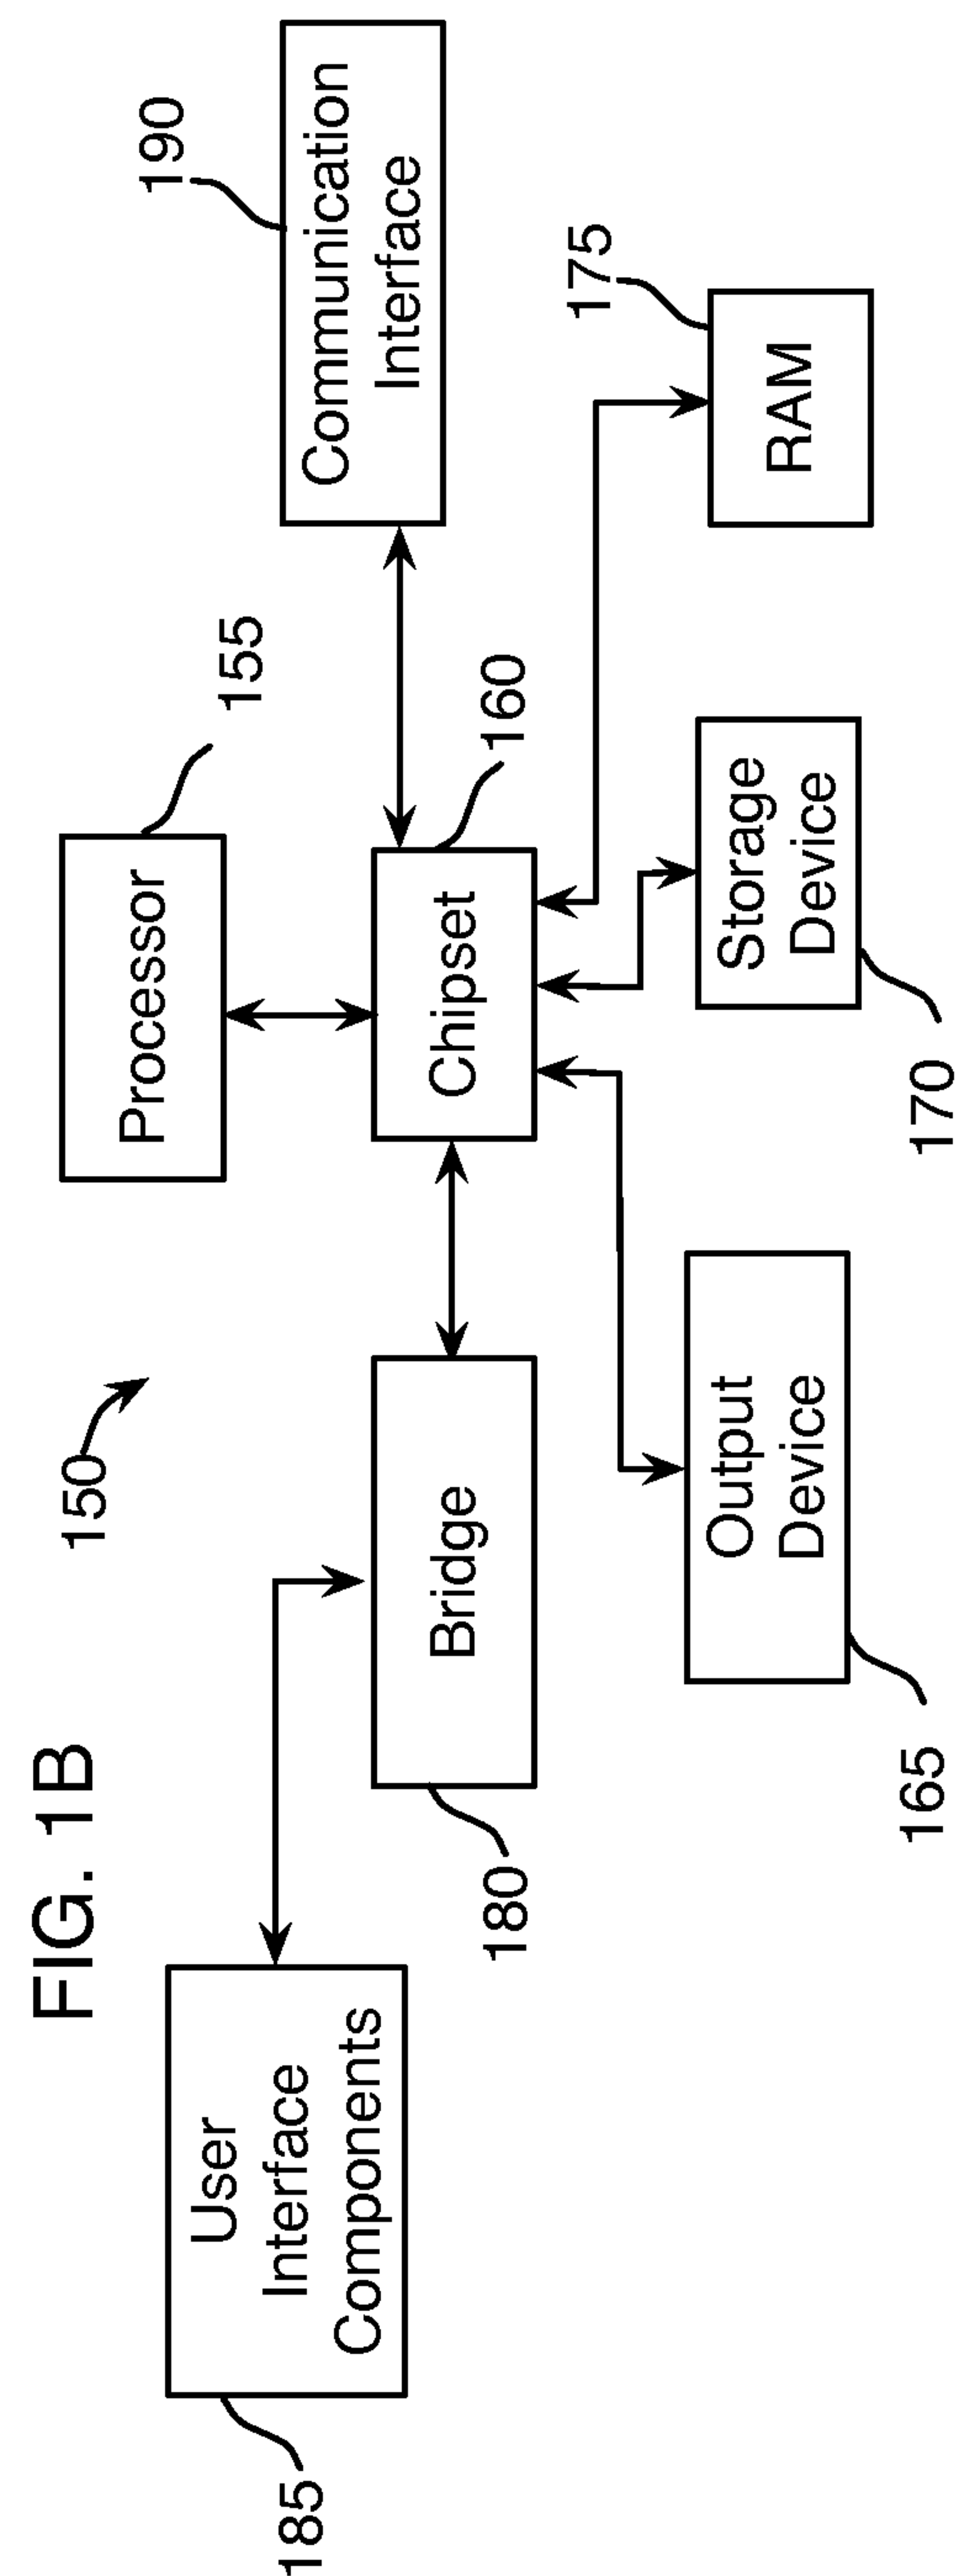 FIG. 1B
150
Processor
155
190
Communication
Interface
User
Interface
Components
185
Bridge
180
Chipset
160
175
RAM
Output
Device
165
Storage
Device
170